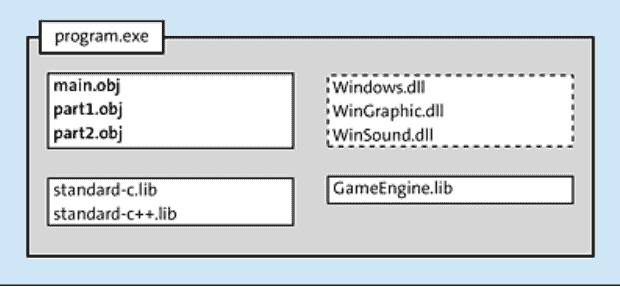 program.exe
main.obj
part1.obj
part2.obj
Windows.dll
WinGraphic.dll
WinSound.dll
standard-c.lib
standard-c++.lib
GameEngine.lib